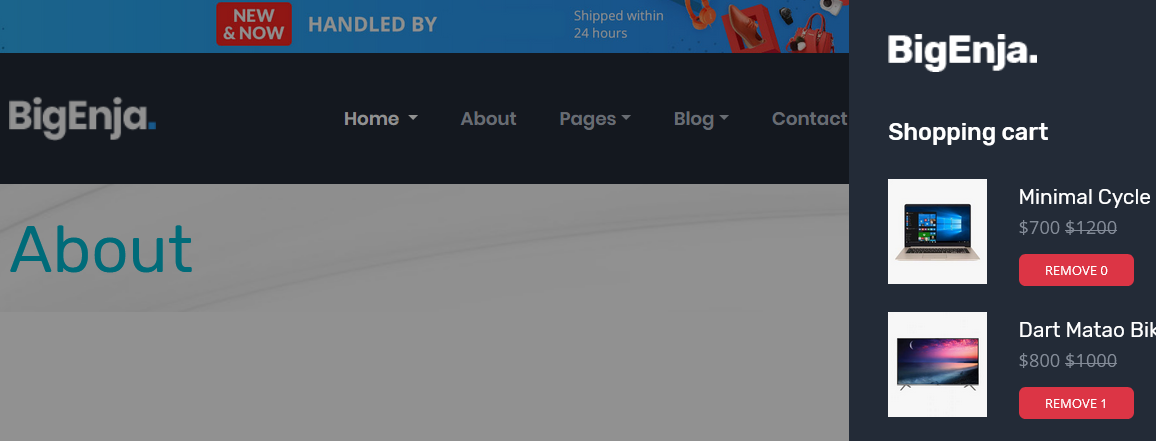 NEW
& NOW
HANDLED BY
Shipped within
24 hours
BigEnja.
Home
About
Pages
Blog
Contact
About
BigEnja.
Shopping cart
Minimal Cycle
$700 $1200
REMOVE 0
Dart Matao Bik
$800 $1000
REMOVE 1